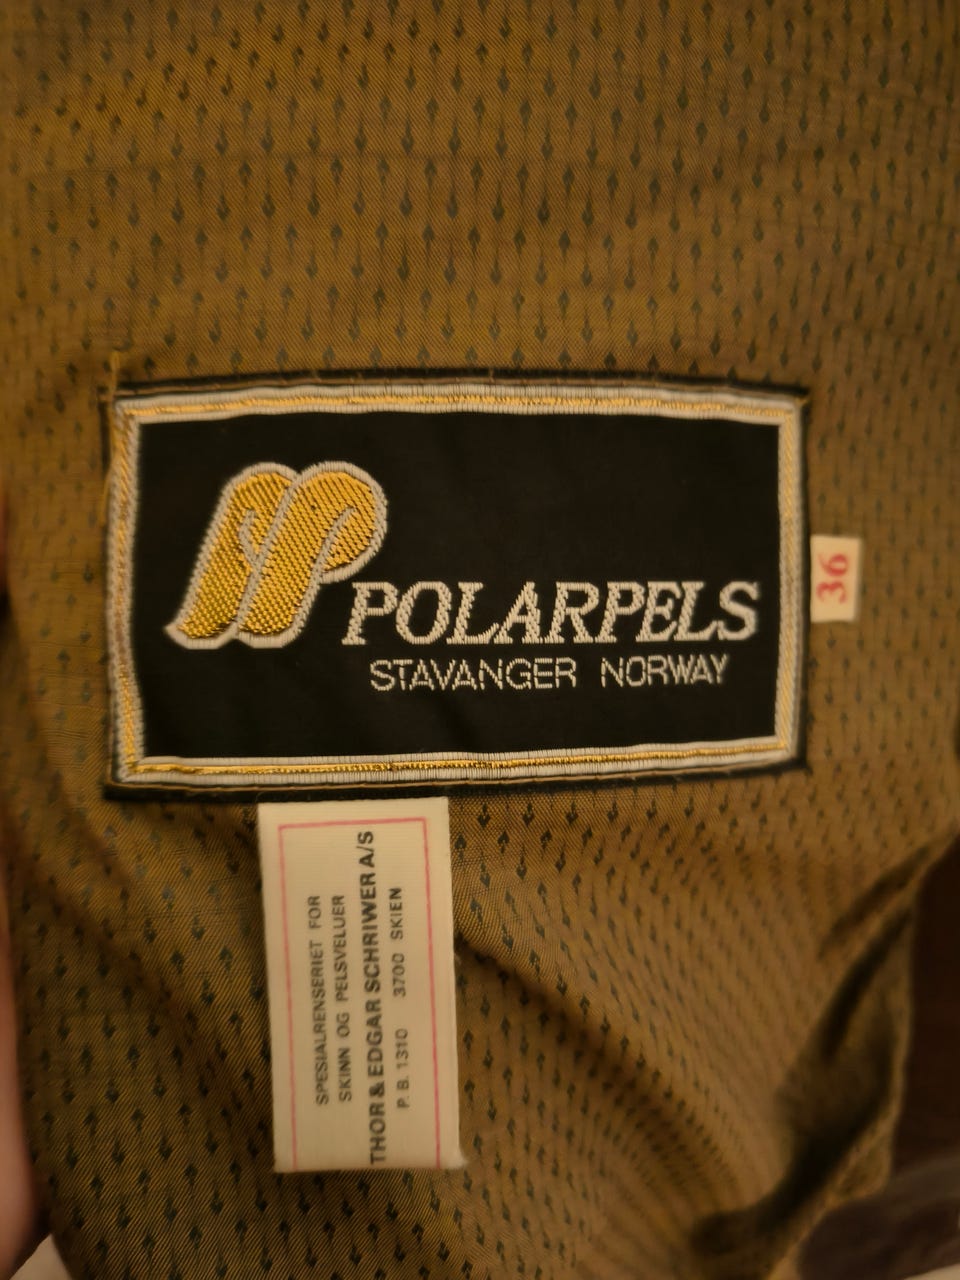 POLARPELS
STAVANGER NORWAY
36
SPESIALRENSERIET FOR
SKINN OG PELSVELUER
THOR & EDGAR SCHRIWER A/S
P. B. 1310 3700 SKIEN